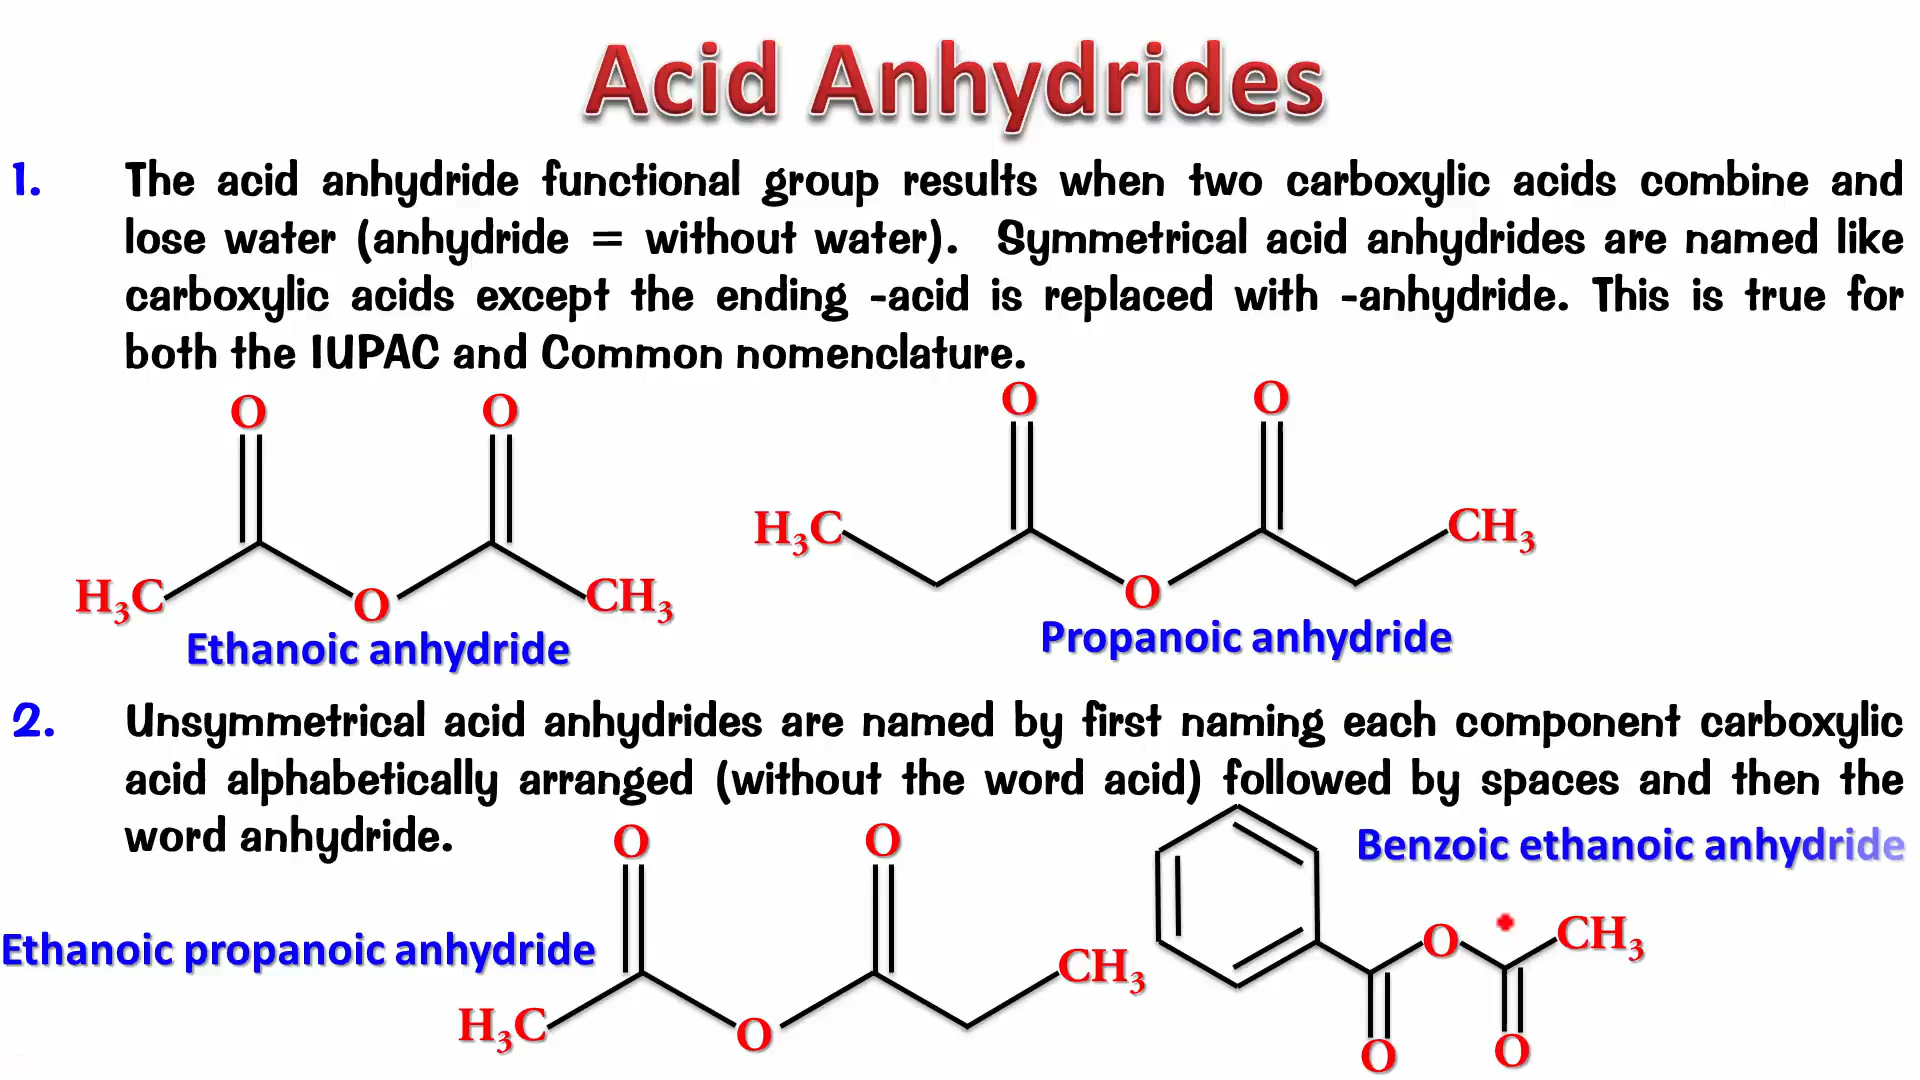 Acid Anhydrides
1. The acid anhydride functional group results when two carboxylic acids combine and
lose water (anhydride = without water). Symmetrical acid anhydrides are named like
carboxylic acids except the ending -acid is replaced with -anhydride. This is true for
both the IUPAC and Common nomenclature.
O O
H₃C O CH₃
Ethanoic anhydride
O O
H₃C O CH₃
Propanoic anhydride
2. Unsymmetrical acid anhydrides are named by first naming each component carboxylic
acid alphabetically arranged (without the word acid) followed by spaces and then the
word anhydride.
Ethanoic propanoic anhydride
O O
H₃C O CH₃
Benzoic ethanoic anhydride
O CH₃
O O